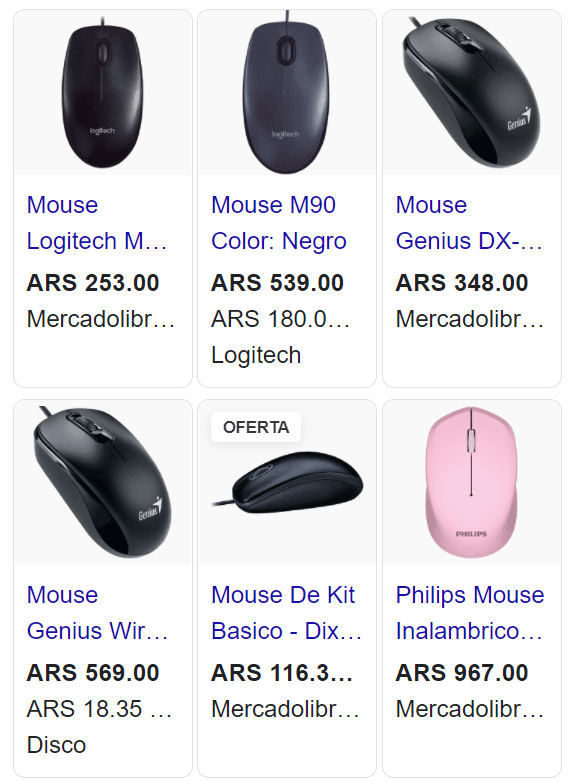 logitech
logitech
Genius
Mouse
Logitech M...
ARS 253.00
Mercadolibr...
Mouse M90
Color: Negro
ARS 539.00
ARS 180.0...
Logitech
Mouse
Genius DX-...
ARS 348.00
Mercadolibr...
Genius
Mouse
Genius Wir...
ARS 569.00
ARS 18.35 ...
Disco
OFERTA
Mouse De Kit
Basico - Dix...
ARS 116.3...
Mercadolibr...
PHILIPS
Philips Mouse
Inalambrico...
ARS 967.00
Mercadolibr...